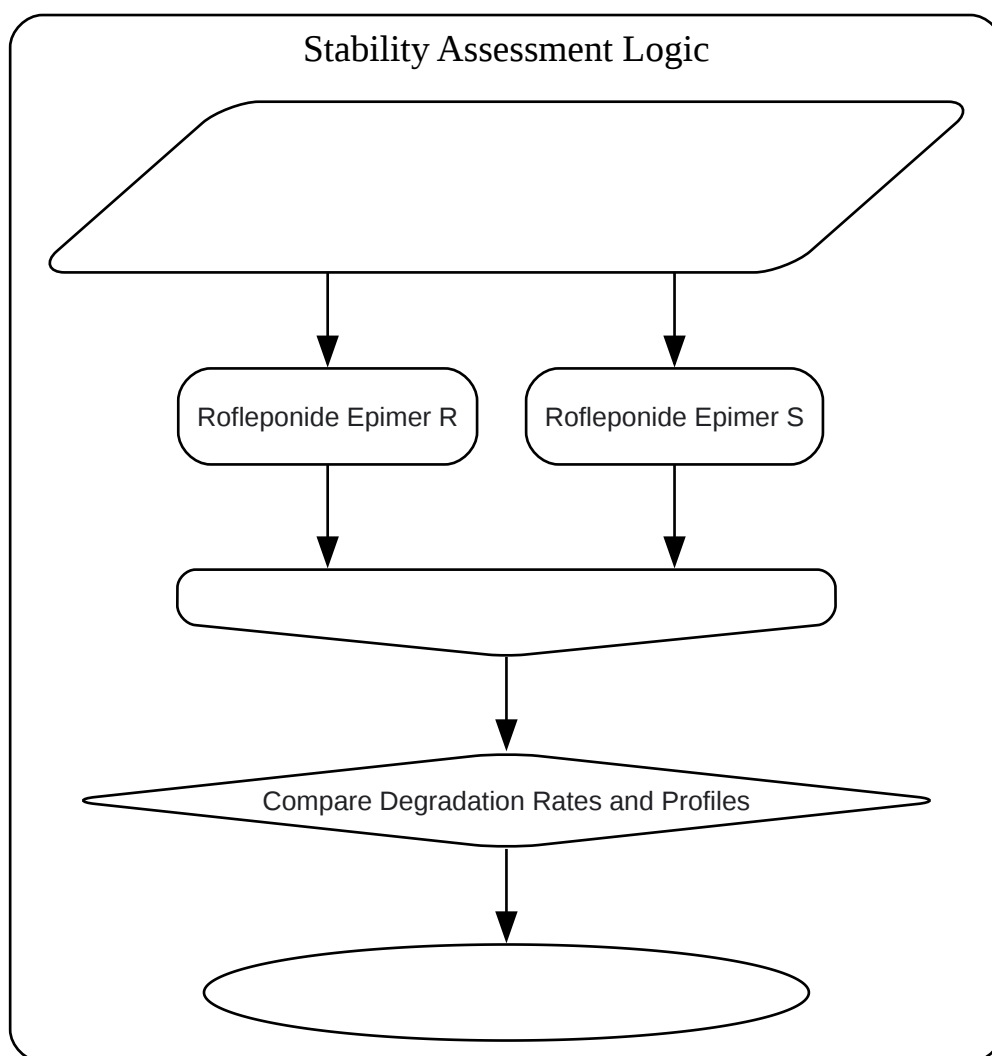 Stability Assessment Logic
Rofleponide Epimer R
Rofleponide Epimer S
Compare Degradation Rates and Profiles